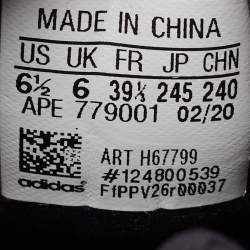 MADE IN CHINA
US UK FR JP CHN
6½ 6 39⅓ 245 240
APE 779001 02/20
ART H67799
#124800539
FfPPV26r00037
adidas